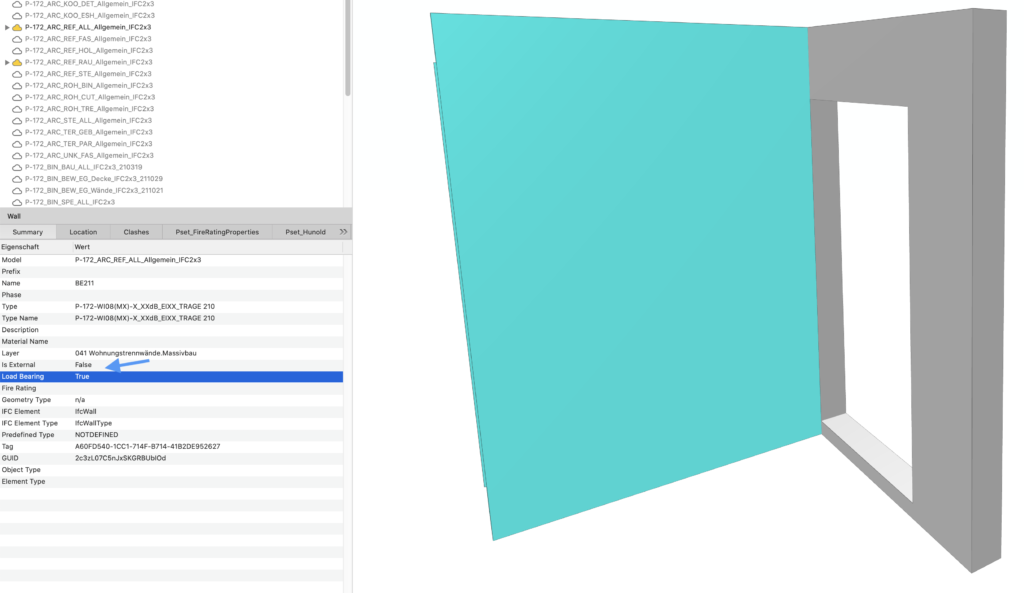 P-172_ARC_KOO_DET_Allgemein_IFC2x3
P-172_ARC_KOO_ESH_Allgemein_IFC2x3
P-172_ARC_REF_ALL_Allgemein_IFC2x3
P-172_ARC_REF_FAS_Allgemein_IFC2x3
P-172_ARC_REF_HOL_Allgemein_IFC2x3
P-172_ARC_REF_RAU_Allgemein_IFC2x3
P-172_ARC_REF_STE_Allgemein_IFC2x3
P-172_ARC_ROH_BIN_Allgemein_IFC2x3
P-172_ARC_ROH_CUT_Allgemein_IFC2x3
P-172_ARC_ROH_TRE_Allgemein_IFC2x3
P-172_ARC_STE_ALL_Allgemein_IFC2x3
P-172_ARC_TER_GEB_Allgemein_IFC2x3
P-172_ARC_TER_PAR_Allgemein_IFC2x3
P-172_ARC_UNK_FAS_Allgemein_IFC2x3
P-172_BIN_BAU_ALL_IFC2x3_210319
P-172_BIN_BEW_EG_Decke_IFC2x3_211029
P-172_BIN_BEW_EG_Wände_IFC2x3_211021
P-172_BIN_SPE_ALL_IFC2x3
Wall
Summary Location Clashes Pset_FireRatingProperties Pset_Hunold
Eigenschaft Wert
Model P-172_ARC_REF_ALL_Allgemein_IFC2x3
Prefix
Name BE211
Phase
Type P-172-WI08(MX)-X_XXdB_EIXX_TRAGE 210
Type Name P-172-WI08(MX)-X_XXdB_EIXX_TRAGE 210
Description
Material Name
Layer 041 Wohnungstrennwände.Massivbau
Is External False
Load Bearing True
Fire Rating
Geometry Type n/a
IFC Element IfcWall
IFC Element Type IfcWallType
Predefined Type NOTDEFINED
Tag A60FD540-1CC1-714F-B714-41B2DE952627
GUID 2c3zL07C5nJxSKGRBUblOd
Object Type
Element Type